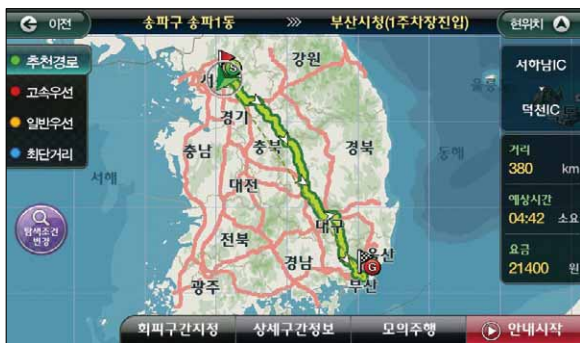 이전
송파구 송파1동 >>> 부산시청(1주차장진입)
현위치
추천경로
고속우선
일반우선
최단거리
탐색조건
변경
서하남IC
덕천IC
거리
380 km
예상시간
04:42 소요
요금
21400 원
강원
서
S
경기
충남
충북
경북
대전
대구
전북
경남
울산
부산
광주
서해
동해
G
회피구간지정
상세구간정보
모의주행
안내시작